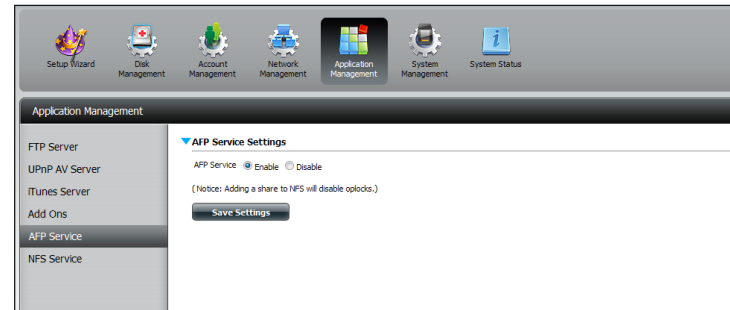 Setup Wizard
Disk Management
Account Management
Network Management
Application Management
System Management
System Status
Application Management
FTP Server
UPnP AV Server
iTunes Server
Add Ons
AFP Service
NFS Service
AFP Service Settings
AFP Service Enable Disable
(Notice: Adding a share to NFS will disable oplocks.)
Save Settings